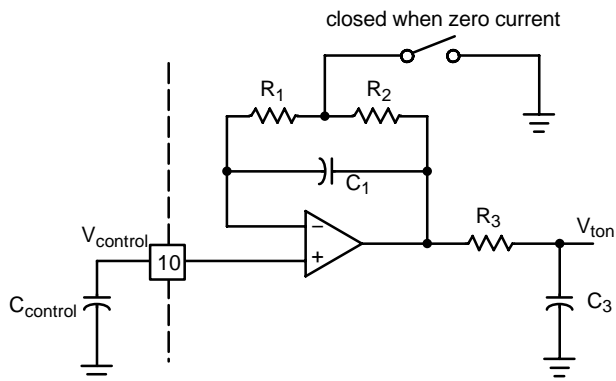 closed when zero current
R1
R2
C1
−
+
Vcontrol
10
Ccontrol
R3
Vton
C3